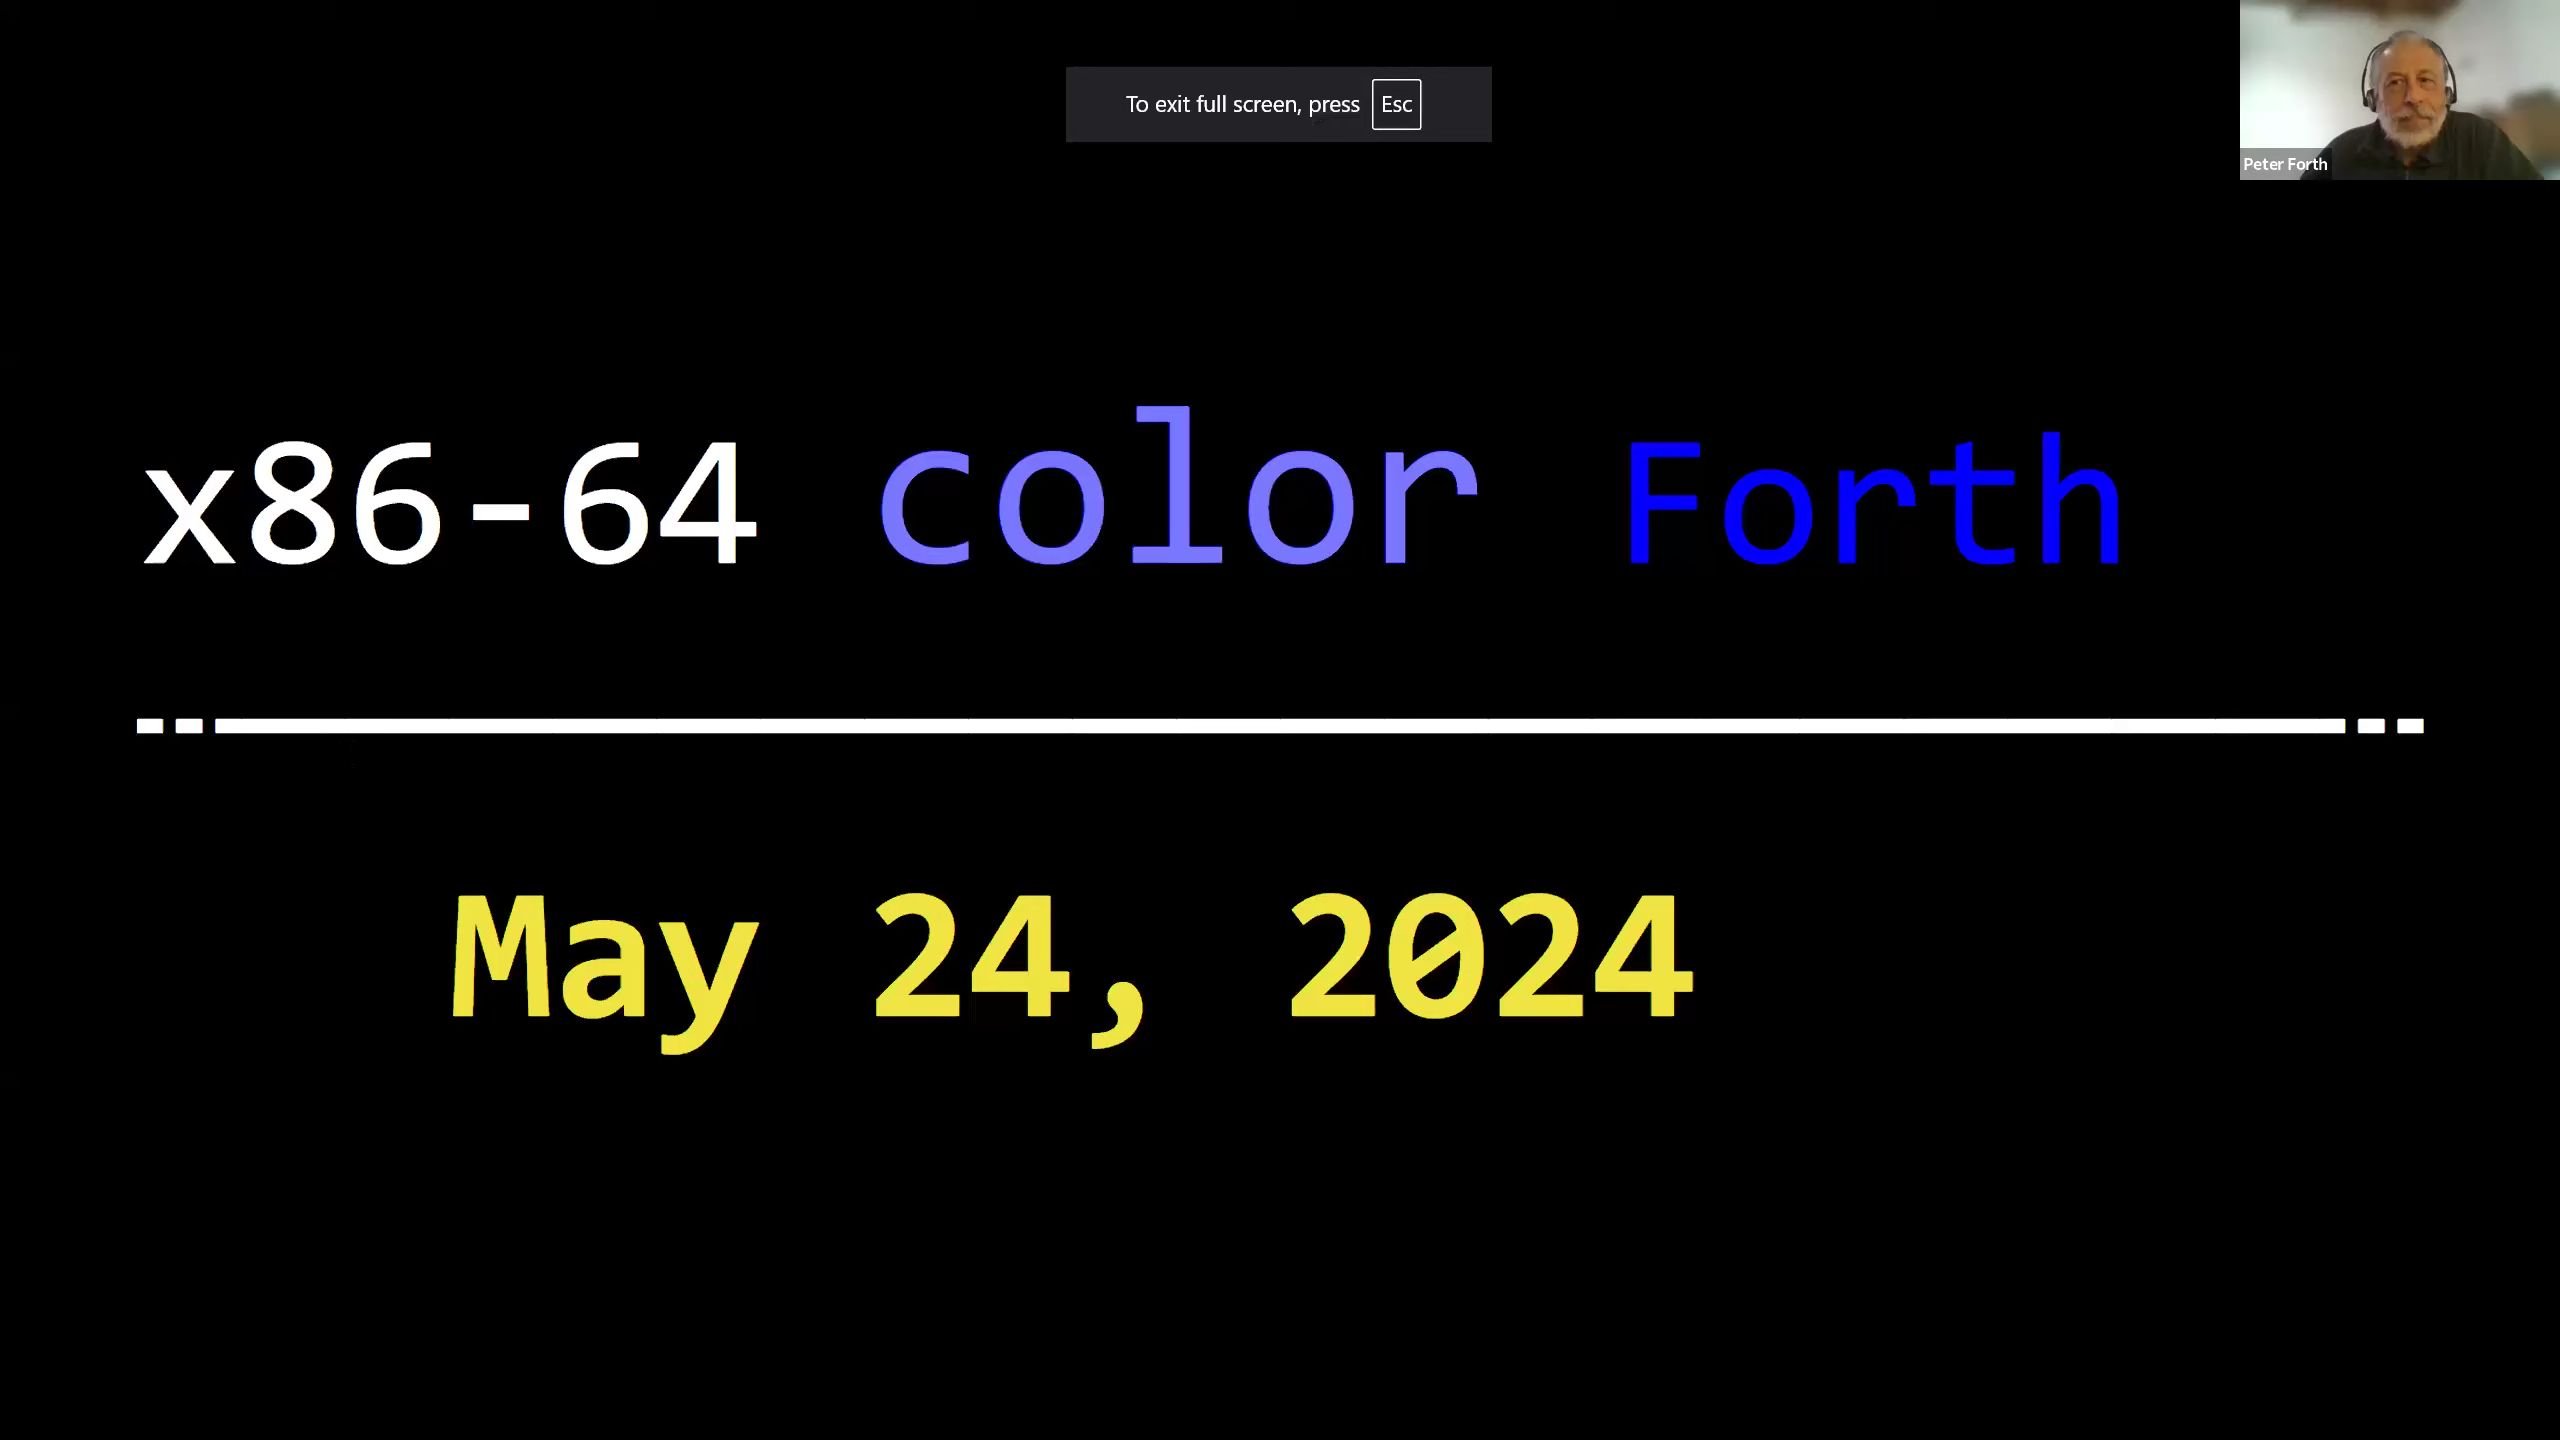 To exit full screen, press Esc
Peter Forth
x86-64 color Forth
May 24, 2024